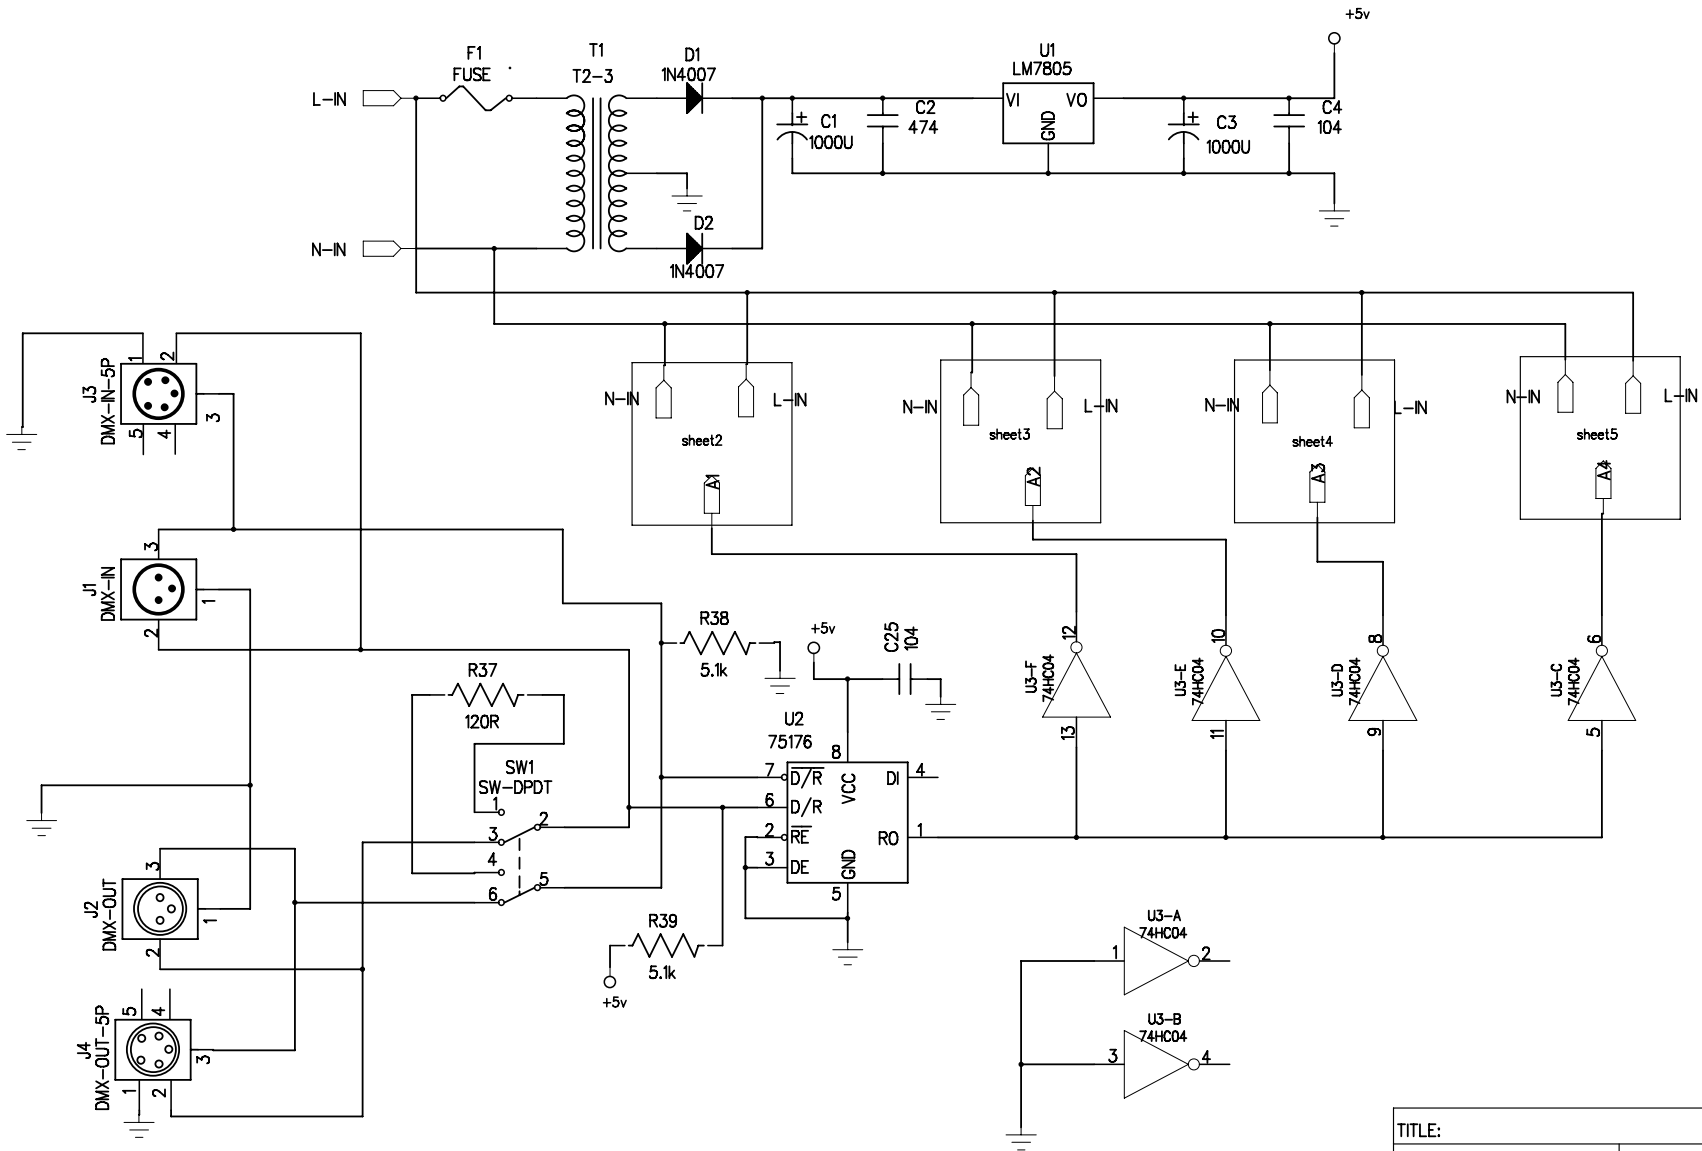 +5v
F1
FUSE
T1
T2-3
D1
1N4007
U1
LM7805
L-IN
VI
VO
GND
C1
1000U
C2
474
C3
1000U
C4
104
N-IN
D2
1N4007
J3
DMX-IN-5P
1
2
3
5
4
N-IN
L-IN
sheet2
A1
N-IN
L-IN
sheet3
A2
N-IN
L-IN
sheet4
A3
N-IN
L-IN
sheet5
A4
J1
DMX-IN
3
1
2
R38
5.1k
+5v
C25
104
R37
120R
U3-F
74HC04
12
13
U3-E
74HC04
10
11
U3-D
74HC04
8
9
U3-C
74HC04
6
5
SW1
SW-DPDT
1
2
3
4
5
6
U2
75176
8
7
D/R
DI
4
VCC
6
D/R
2
RE
RO
1
3
DE
GND
5
J2
DMX-OUT
3
1
2
R39
5.1k
+5v
J4
DMX-OUT-5P
5
4
3
1
2
U3-A
74HC04
1
2
U3-B
74HC04
3
4
TITLE: